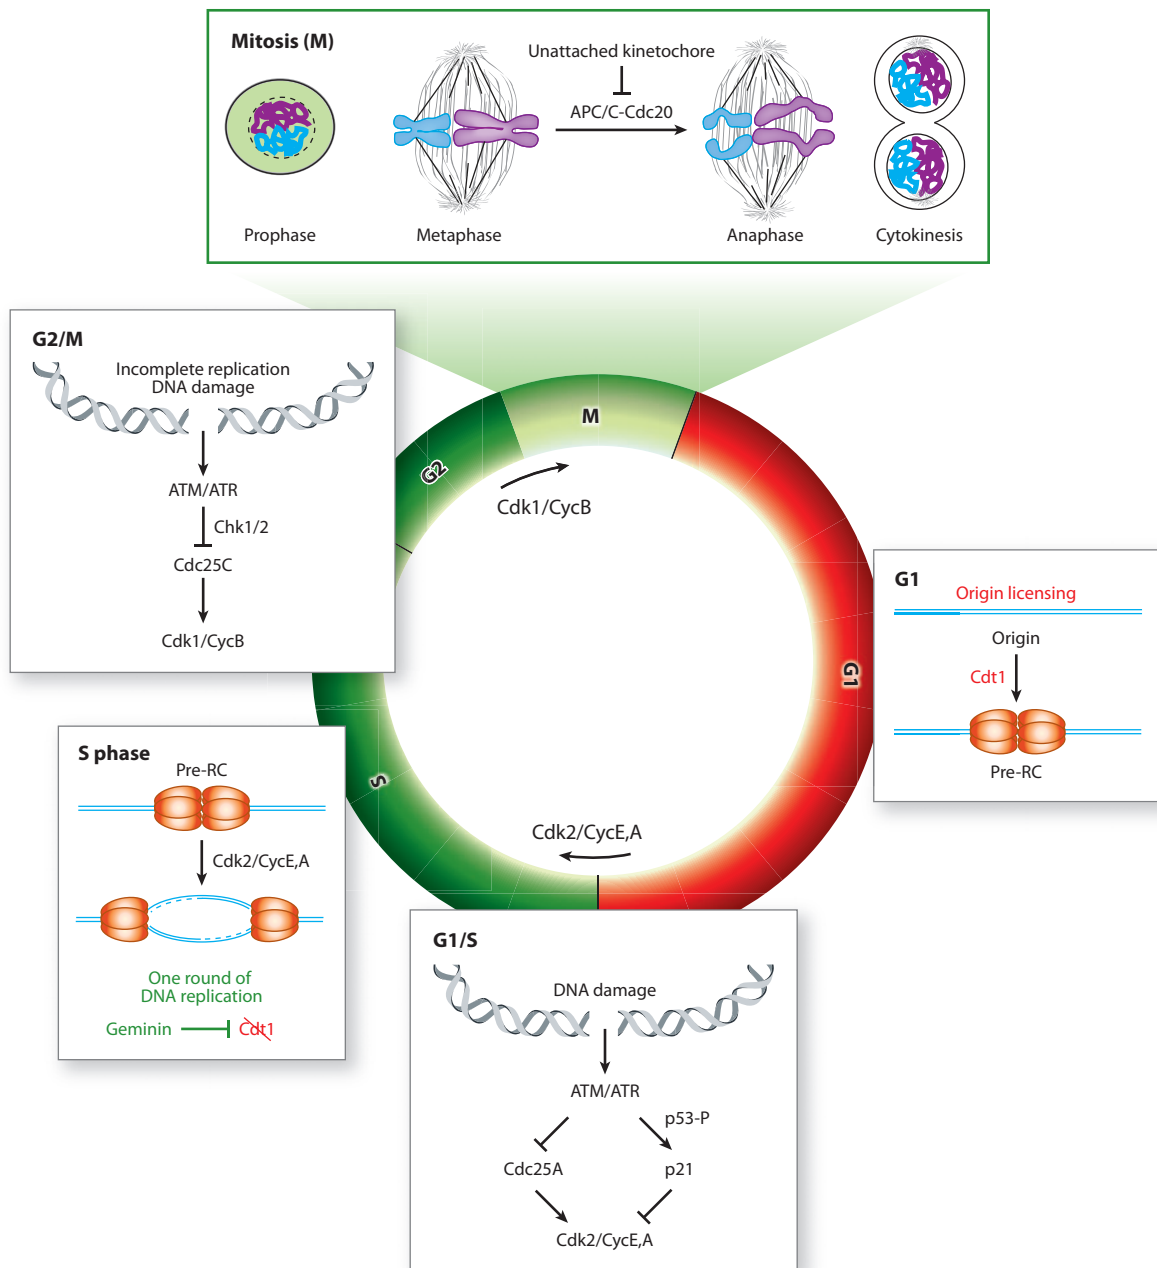 Mitosis (M)
Unattached kinetochore
APC/C-Cdc20
Prophase
Metaphase
Anaphase
Cytokinesis
G2/M
Incomplete replication
DNA damage
ATM/ATR
Chk1/2
Cdc25C
Cdk1/CycB
M
G2
Cdk1/CycB
G1
S
Cdk2/CycE,A
G1
Origin licensing
Origin
Cdt1
Pre-RC
S phase
Pre-RC
Cdk2/CycE,A
One round of
DNA replication
Geminin
Cdt1
G1/S
DNA damage
ATM/ATR
p53-P
Cdc25A
p21
Cdk2/CycE,A